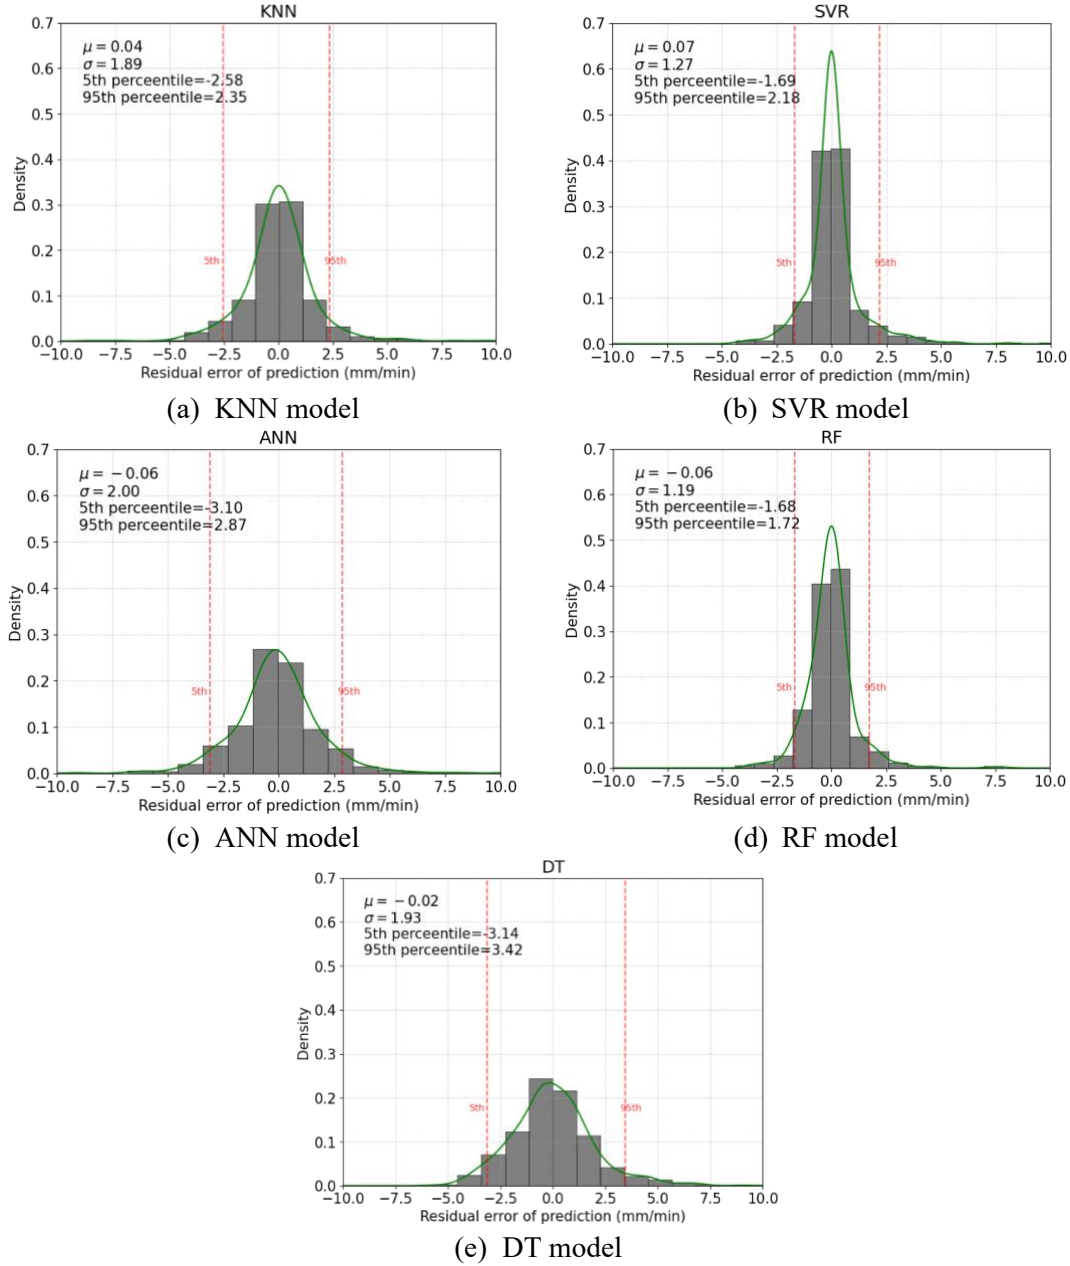 KNN
μ = 0.04
σ = 1.89
5th perceentile=-2.58
95th perceentile=2.35
0.7
0.6
0.5
0.4
0.3
0.2
0.1
0.0
Density
5th
95th
−10.0 −7.5 −5.0 −2.5 0.0 2.5 5.0 7.5 10.0
Residual error of prediction (mm/min)
(a) KNN model
SVR
μ = 0.07
σ = 1.27
5th perceentile=-1.69
95th perceentile=2.18
0.7
0.6
0.5
0.4
0.3
0.2
0.1
0.0
Density
5th
95th
−10.0 −7.5 −5.0 −2.5 0.0 2.5 5.0 7.5 10.0
Residual error of prediction (mm/min)
(b) SVR model
ANN
μ = − 0.06
σ = 2.00
5th perceentile=-3.10
95th perceentile=2.87
0.7
0.6
0.5
0.4
0.3
0.2
0.1
0.0
Density
5th
95th
−10.0 −7.5 −5.0 −2.5 0.0 2.5 5.0 7.5 10.0
Residual error of prediction (mm/min)
(c) ANN model
RF
μ = − 0.06
σ = 1.19
5th perceentile=-1.68
95th perceentile=1.72
0.7
0.6
0.5
0.4
0.3
0.2
0.1
0.0
Density
5th
95th
−10.0 −7.5 −5.0 −2.5 0.0 2.5 5.0 7.5 10.0
Residual error of prediction (mm/min)
(d) RF model
DT
μ = − 0.02
σ = 1.93
5th perceentile=-3.14
95th perceentile=3.42
0.7
0.6
0.5
0.4
0.3
0.2
0.1
0.0
Density
5th
95th
−10.0 −7.5 −5.0 −2.5 0.0 2.5 5.0 7.5 10.0
Residual error of prediction (mm/min)
(e) DT model